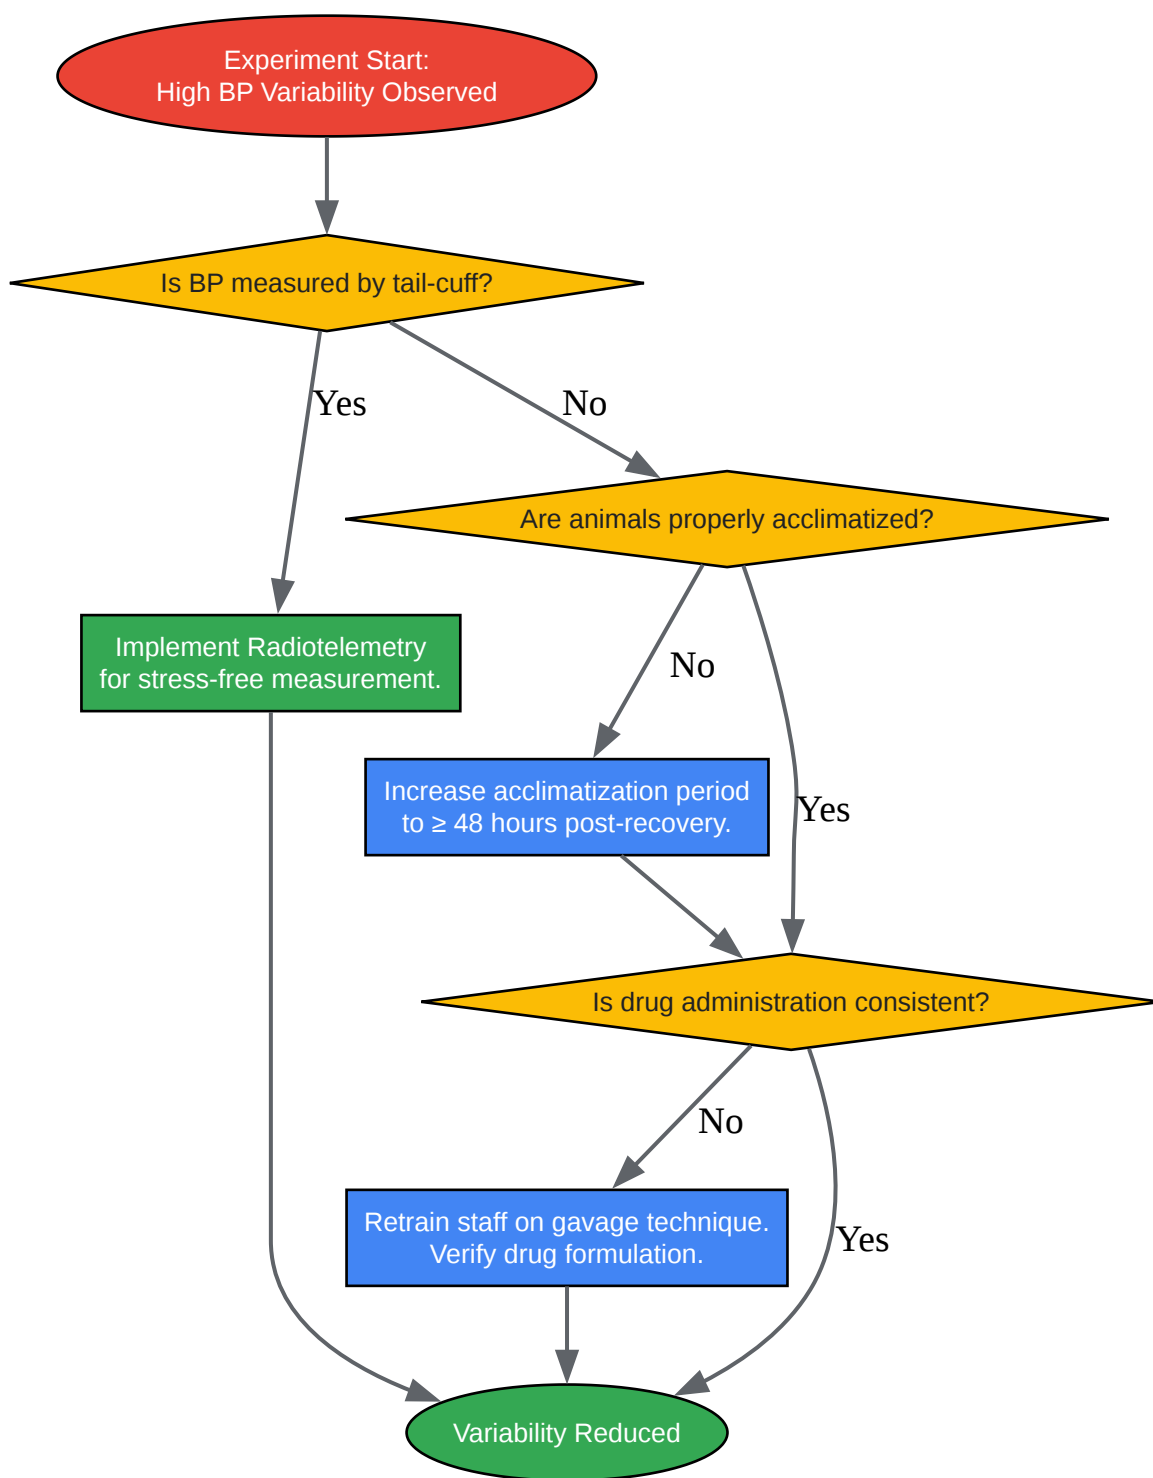 Experiment Start:
High BP Variability Observed
Is BP measured by tail-cuff?
Yes
No
Are animals properly acclimatized?
Implement Radiotelemetry
for stress-free measurement.
No
Increase acclimatization period
to ≥ 48 hours post-recovery.
Yes
Is drug administration consistent?
No
Retrain staff on gavage technique.
Verify drug formulation.
Yes
Variability Reduced